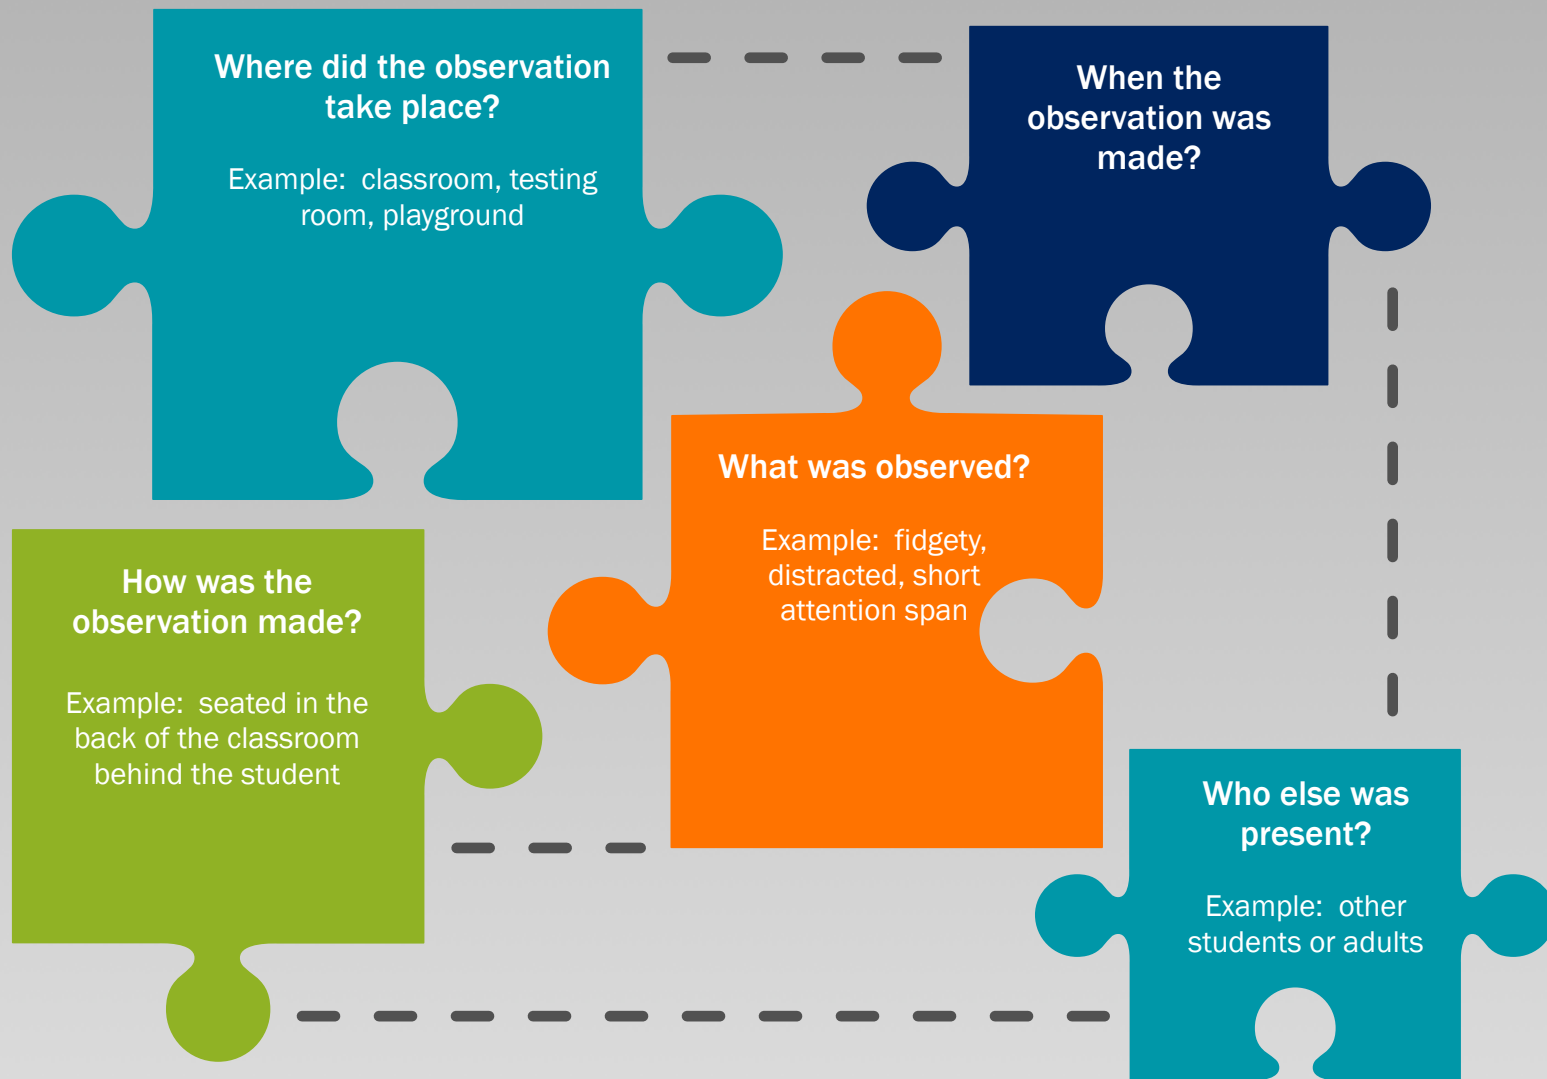 Where did the observation
take place?
Example:  classroom, testing
room, playground
When the
observation was
made?
What was observed?
Example:  fidgety,
distracted, short
attention span
How was the
observation made?
Example:  seated in the
back of the classroom
behind the student
Who else was
present?
Example:  other
students or adults